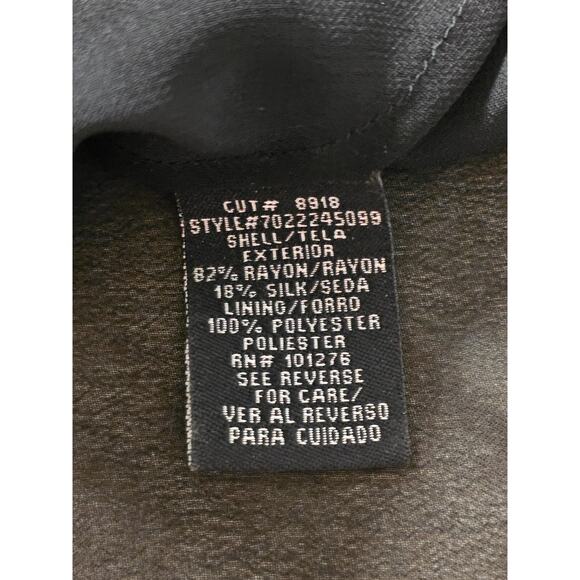 CUT# 8918
STYLE#7022245099
SHELL/TELA
EXTERIOR
82% RAYON/RAYON
18% SILK/SEDA
LINING/FORRO
100% POLYESTER
POLIESTER
RN# 101276
SEE REVERSE
FOR CARE/
VER AL REVERSO
PARA CUIDADO